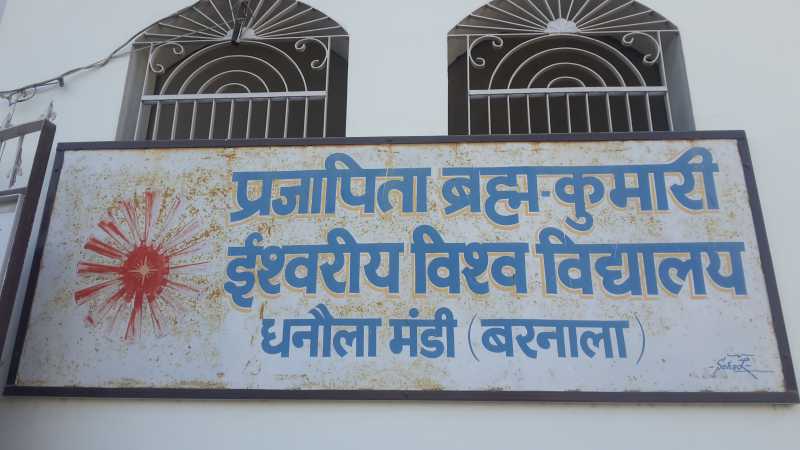 प्रजापिता ब्रह्म-कुमारी
ईश्वरीय विश्व विद्यालय
धनौला मंडी (बरनाला)